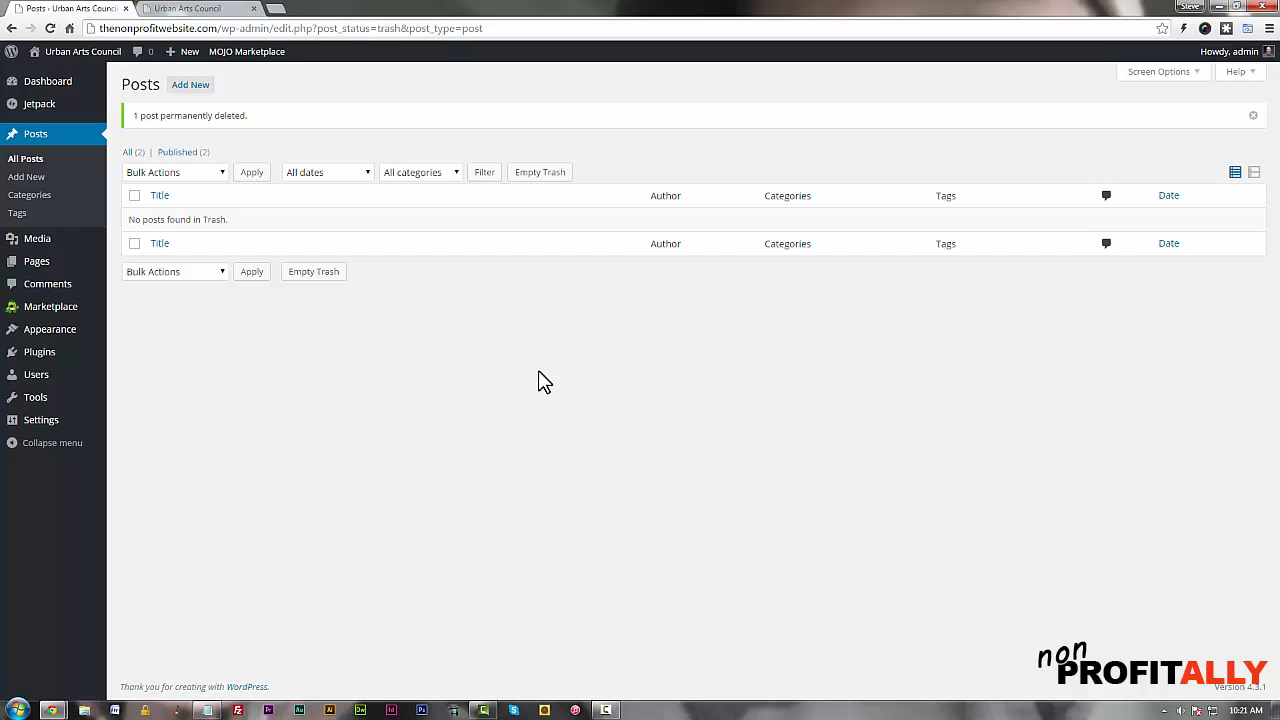 Posts ‹ Urban Arts Council
Urban Arts Council
Steve
thenonprofitwebsite.com/wp-admin/edit.php?post_status=trash&post_type=post
Urban Arts Council
0
New
MOJO Marketplace
Howdy, admin
Dashboard
Jetpack
Posts
All Posts
Add New
Categories
Tags
Media
Pages
Comments
Marketplace
Appearance
Plugins
Users
Tools
Settings
Collapse menu
Posts
Add New
Screen Options
Help
1 post permanently deleted.
All (2) | Published (2)
Bulk Actions
Apply
All dates
All categories
Filter
Empty Trash
Title
Author
Categories
Tags
Date
No posts found in Trash.
Title
Author
Categories
Tags
Date
Bulk Actions
Apply
Empty Trash
non
PROFITALLY
Thank you for creating with WordPress.
Version 4.3.1
10:21 AM